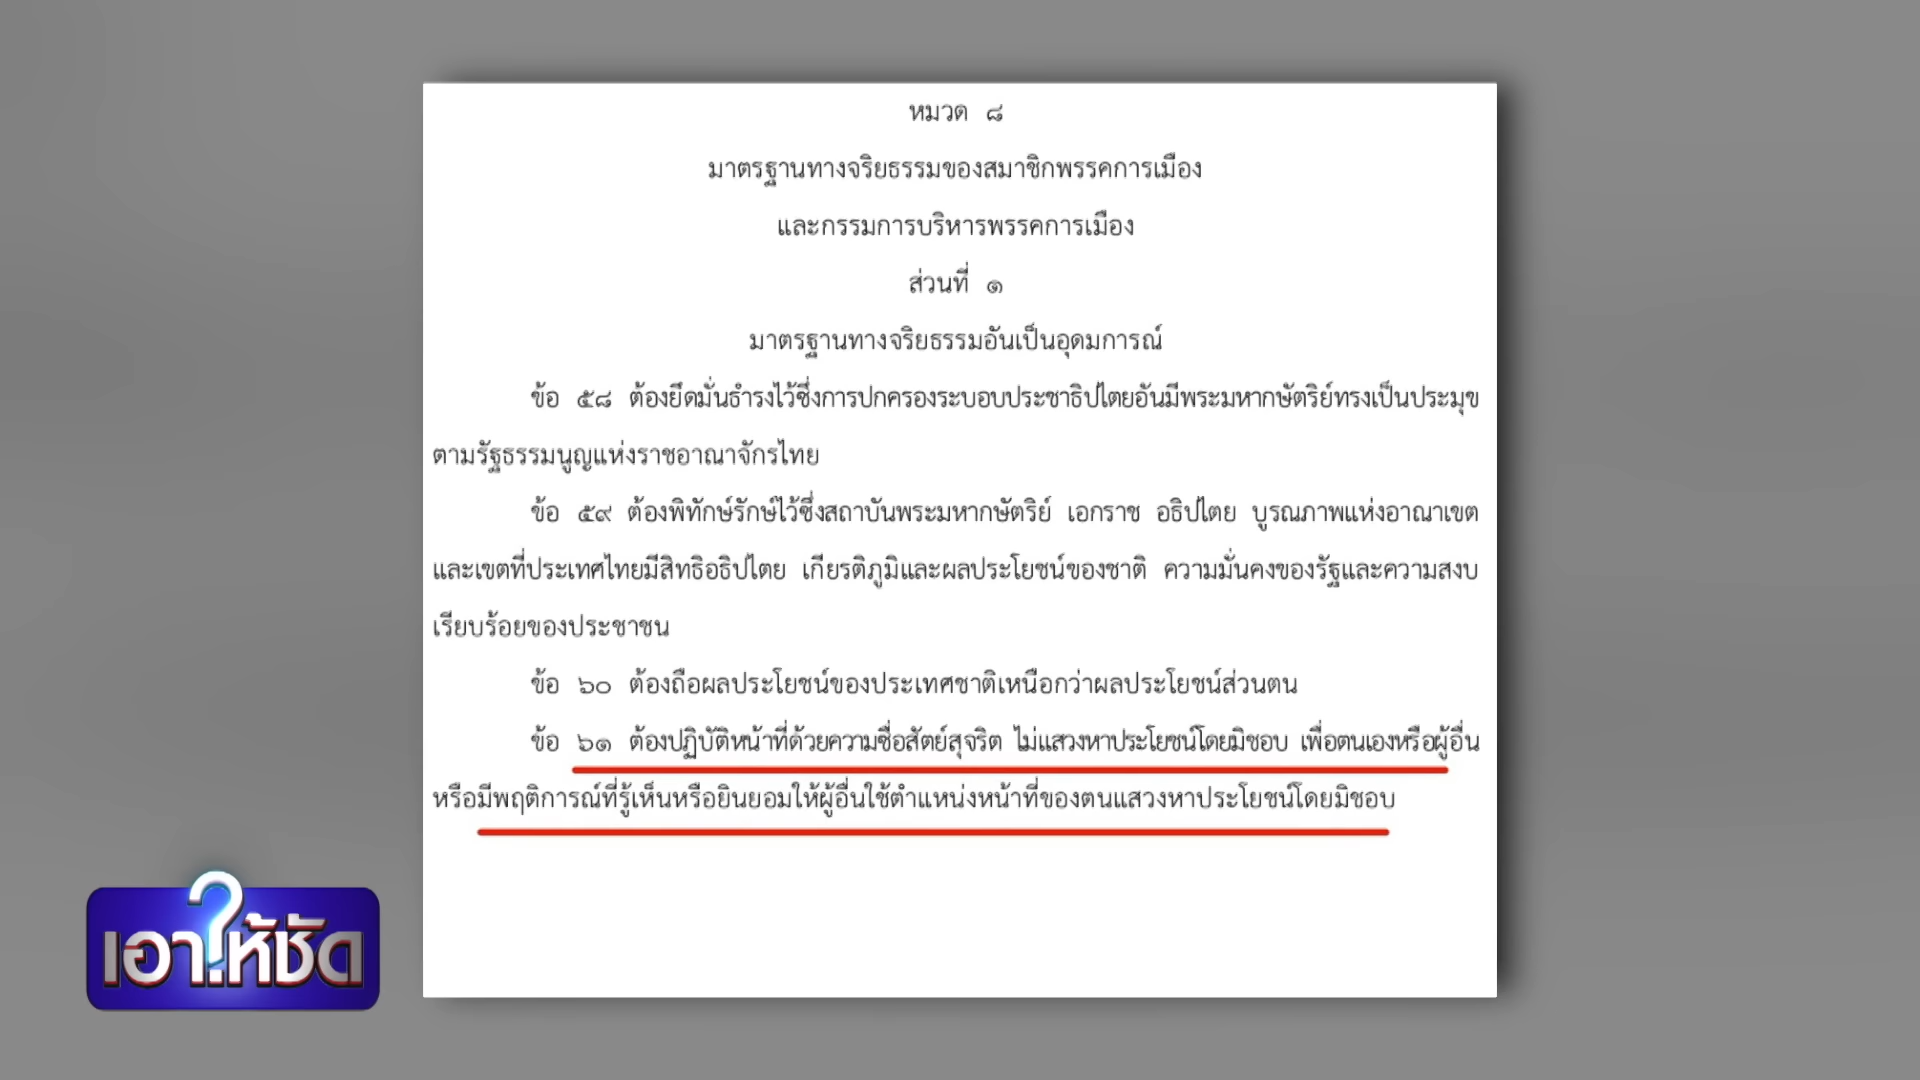 หมวด ๘
มาตรฐานทางจริยธรรมของสมาชิกพรรคการเมือง
และกรรมการบริหารพรรคการเมือง
ส่วนที่ ๑
มาตรฐานทางจริยธรรมอันเป็นอุดมการณ์
ข้อ ๕๘ ต้องยึดมั่นธำรงไว้ซึ่งการปกครองระบอบประชาธิปไตยอันมีพระมหากษัตริย์ทรงเป็นประมุข
ตามรัฐธรรมนูญแห่งราชอาณาจักรไทย
ข้อ ๕๙ ต้องพิทักษ์รักษ์ไว้ซึ่งสถาบันพระมหากษัตริย์ เอกราช อธิปไตย บูรณภาพแห่งอาณาเขต
และเขตที่ประเทศไทยมีสิทธิอธิปไตย เกียรติภูมิและผลประโยชน์ของชาติ ความมั่นคงของรัฐและความสงบ
เรียบร้อยของประชาชน
ข้อ ๖๐ ต้องถือผลประโยชน์ของประเทศชาติเหนือกว่าผลประโยชน์ส่วนตน
ข้อ ๖๑ ต้องปฏิบัติหน้าที่ด้วยความซื่อสัตย์สุจริต ไม่แสวงหาประโยชน์โดยมิชอบ เพื่อตนเองหรือผู้อื่น
หรือมีพฤติการณ์ที่รู้เห็นหรือยินยอมให้ผู้อื่นใช้ตำแหน่งหน้าที่ของตนแสวงหาประโยชน์โดยมิชอบ
เอาให้ชัด